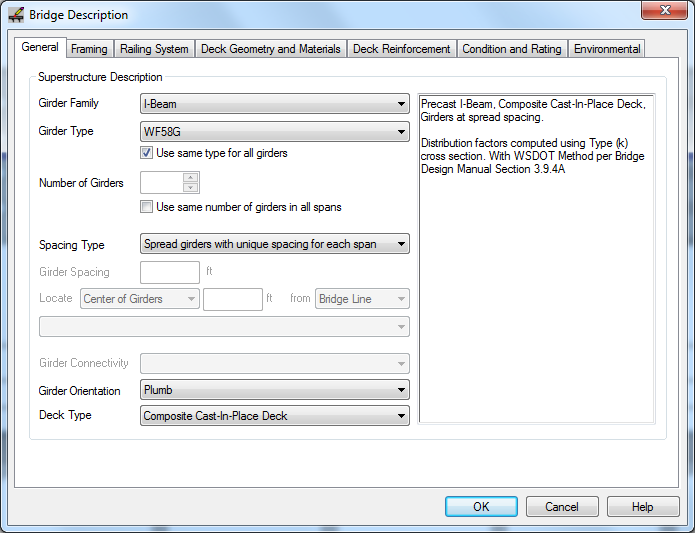 Bridge Description
General Framing Railing System Deck Geometry and Materials Deck Reinforcement Condition and Rating Environmental
Superstructure Description
Girder Family I-Beam
Girder Type WF58G
Use same type for all girders
Number of Girders
Use same number of girders in all spans
Spacing Type Spread girders with unique spacing for each span
Girder Spacing ft
Locate Center of Girders ft from Bridge Line
Girder Connectivity
Girder Orientation Plumb
Deck Type Composite Cast-In-Place Deck
Precast I-Beam, Composite Cast-In-Place Deck,
Girders at spread spacing.
Distribution factors computed using Type (k)
cross section. With WSDOT Method per Bridge
Design Manual Section 3.9.4A
OK Cancel Help